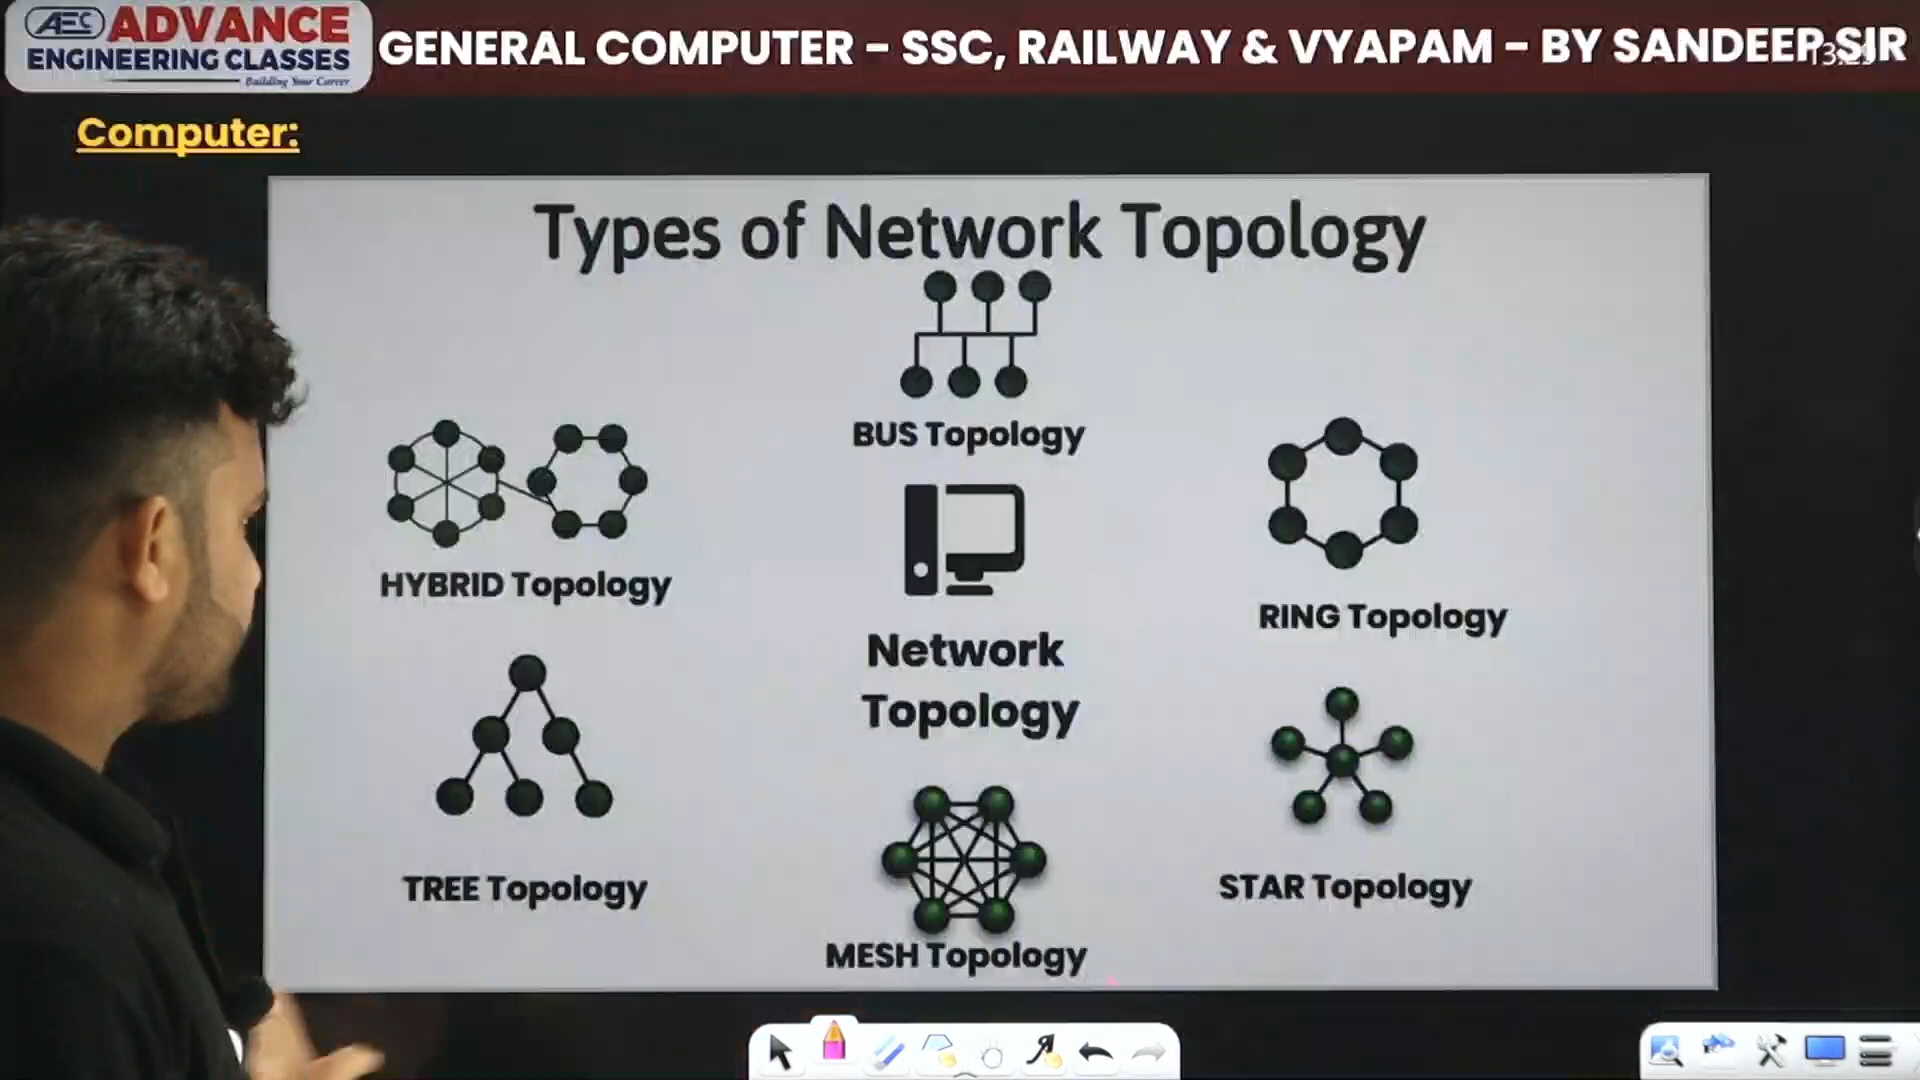 AEC ADVANCE
ENGINEERING CLASSES
Building Your Career
GENERAL COMPUTER - SSC, RAILWAY & VYAPAM - BY SANDEEP SIR
Computer:
Types of Network Topology
BUS Topology
HYBRID Topology
RING Topology
Network
Topology
TREE Topology
STAR Topology
MESH Topology